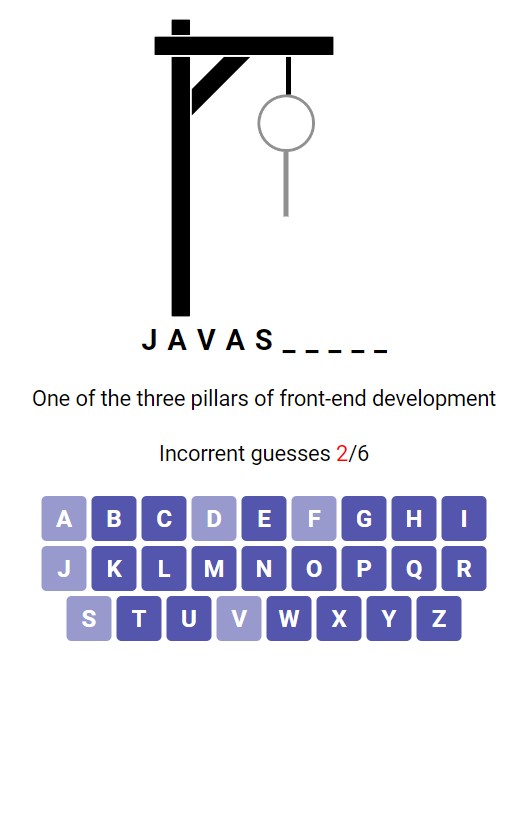 J A V A S _ _ _ _ _
One of the three pillars of front-end development
Incorrent guesses 2/6
A B C D E F G H I
J K L M N O P Q R
S T U V W X Y Z